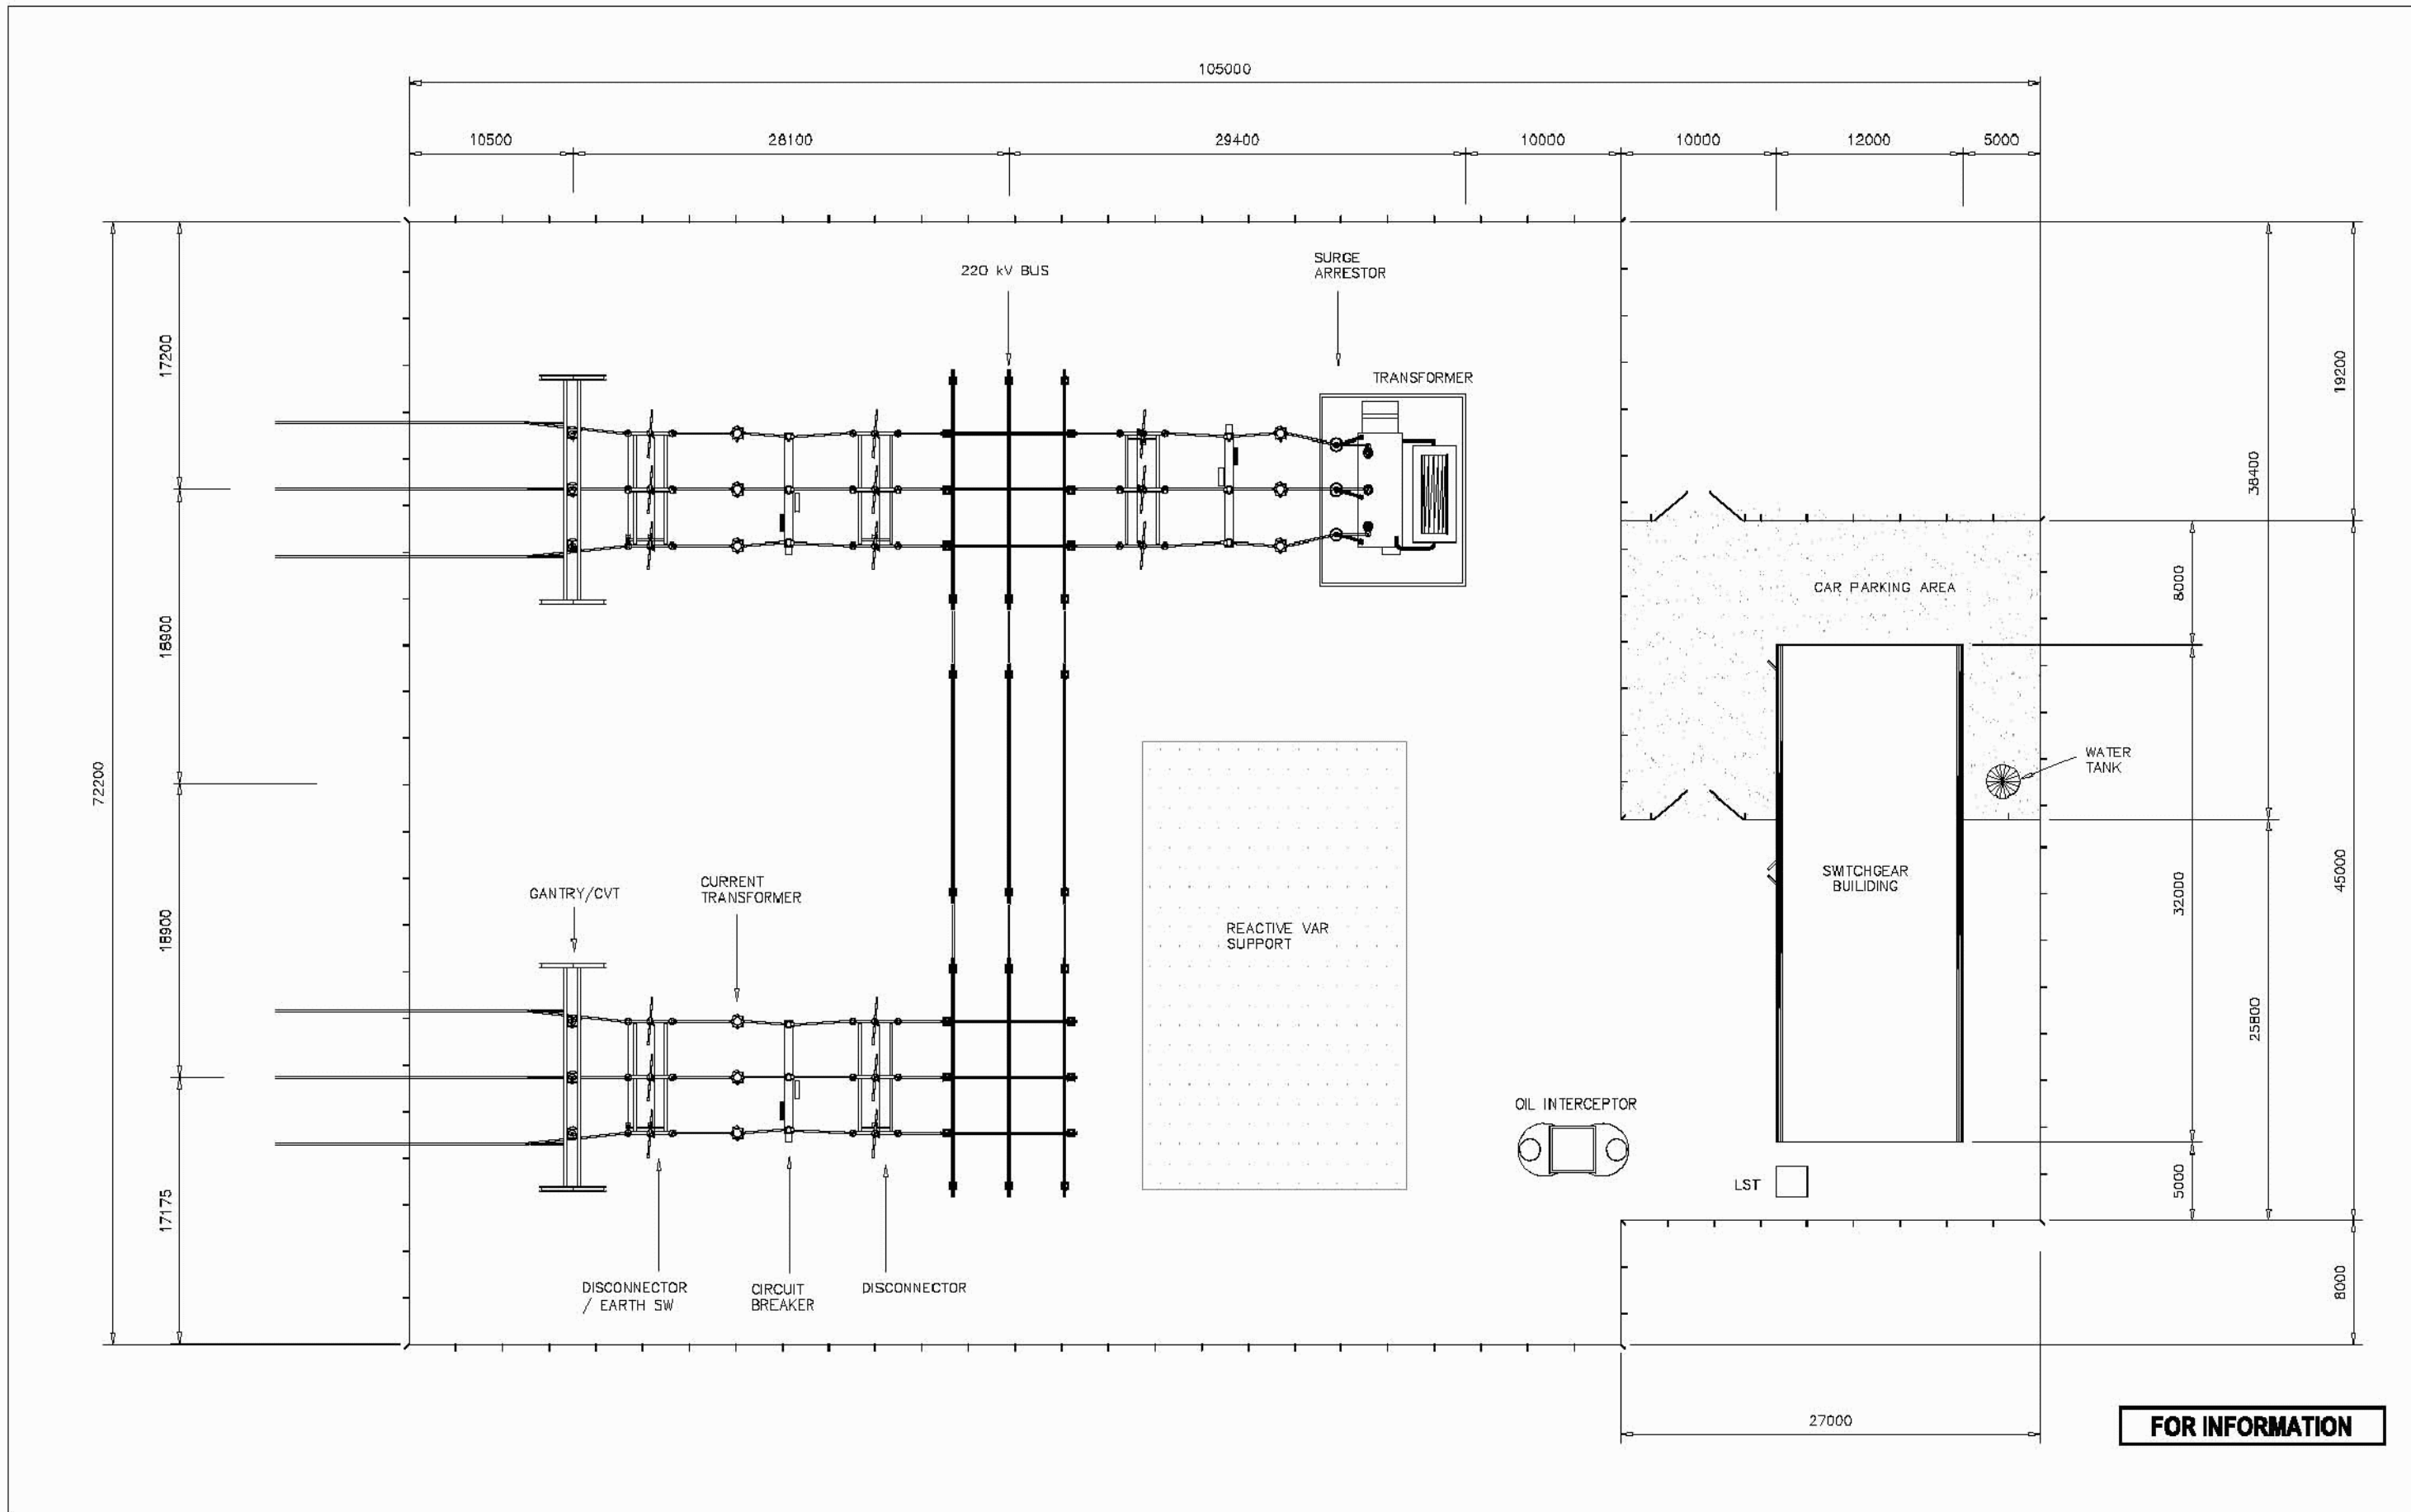 105000
10500
28100
29400
10000
10000
12000
5000
220 kV BUS
SURGE
ARRESTOR
TRANSFORMER
17200
18900
72200
18900
17175
19200
38400
8000
CAR PARKING AREA
WATER
TANK
SWITCHGEAR
BUILIDING
32000
45000
25800
5000
8000
GANTRY/CVT
CURRENT
TRANSFORMER
REACTIVE VAR
SUPPORT
OIL INTERCEPTOR
LST
DISCONNECTOR
/ EARTH SW
CIRCUIT
BREAKER
DISCONNECTOR
27000
FOR INFORMATION